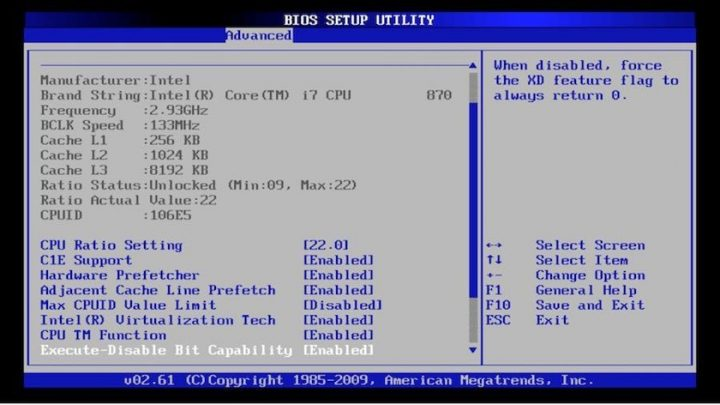 BIOS SETUP UTILITY
Advanced
Manufacturer:Intel
Brand String:Intel(R) Core(TM) i7 CPU 870
Frequency :2.93GHz
BCLK Speed :133MHz
Cache L1 :256 KB
Cache L2 :1024 KB
Cache L3 :8192 KB
Ratio Status:Unlocked (Min:09, Max:22)
Ratio Actual Value:22
CPUID :106E5
CPU Ratio Setting [22.0]
C1E Support [Enabled]
Hardware Prefetcher [Enabled]
Adjacent Cache Line Prefetch [Enabled]
Max CPUID Value Limit [Disabled]
Intel(R) Virtualization Tech [Enabled]
CPU TM Function [Enabled]
Execute-Disable Bit Capability [Enabled]
When disabled, force
the XD feature flag to
always return 0.
↔ Select Screen
↑↓ Select Item
+- Change Option
F1 General Help
F10 Save and Exit
ESC Exit
v02.61 (C)Copyright 1985-2009, American Megatrends, Inc.